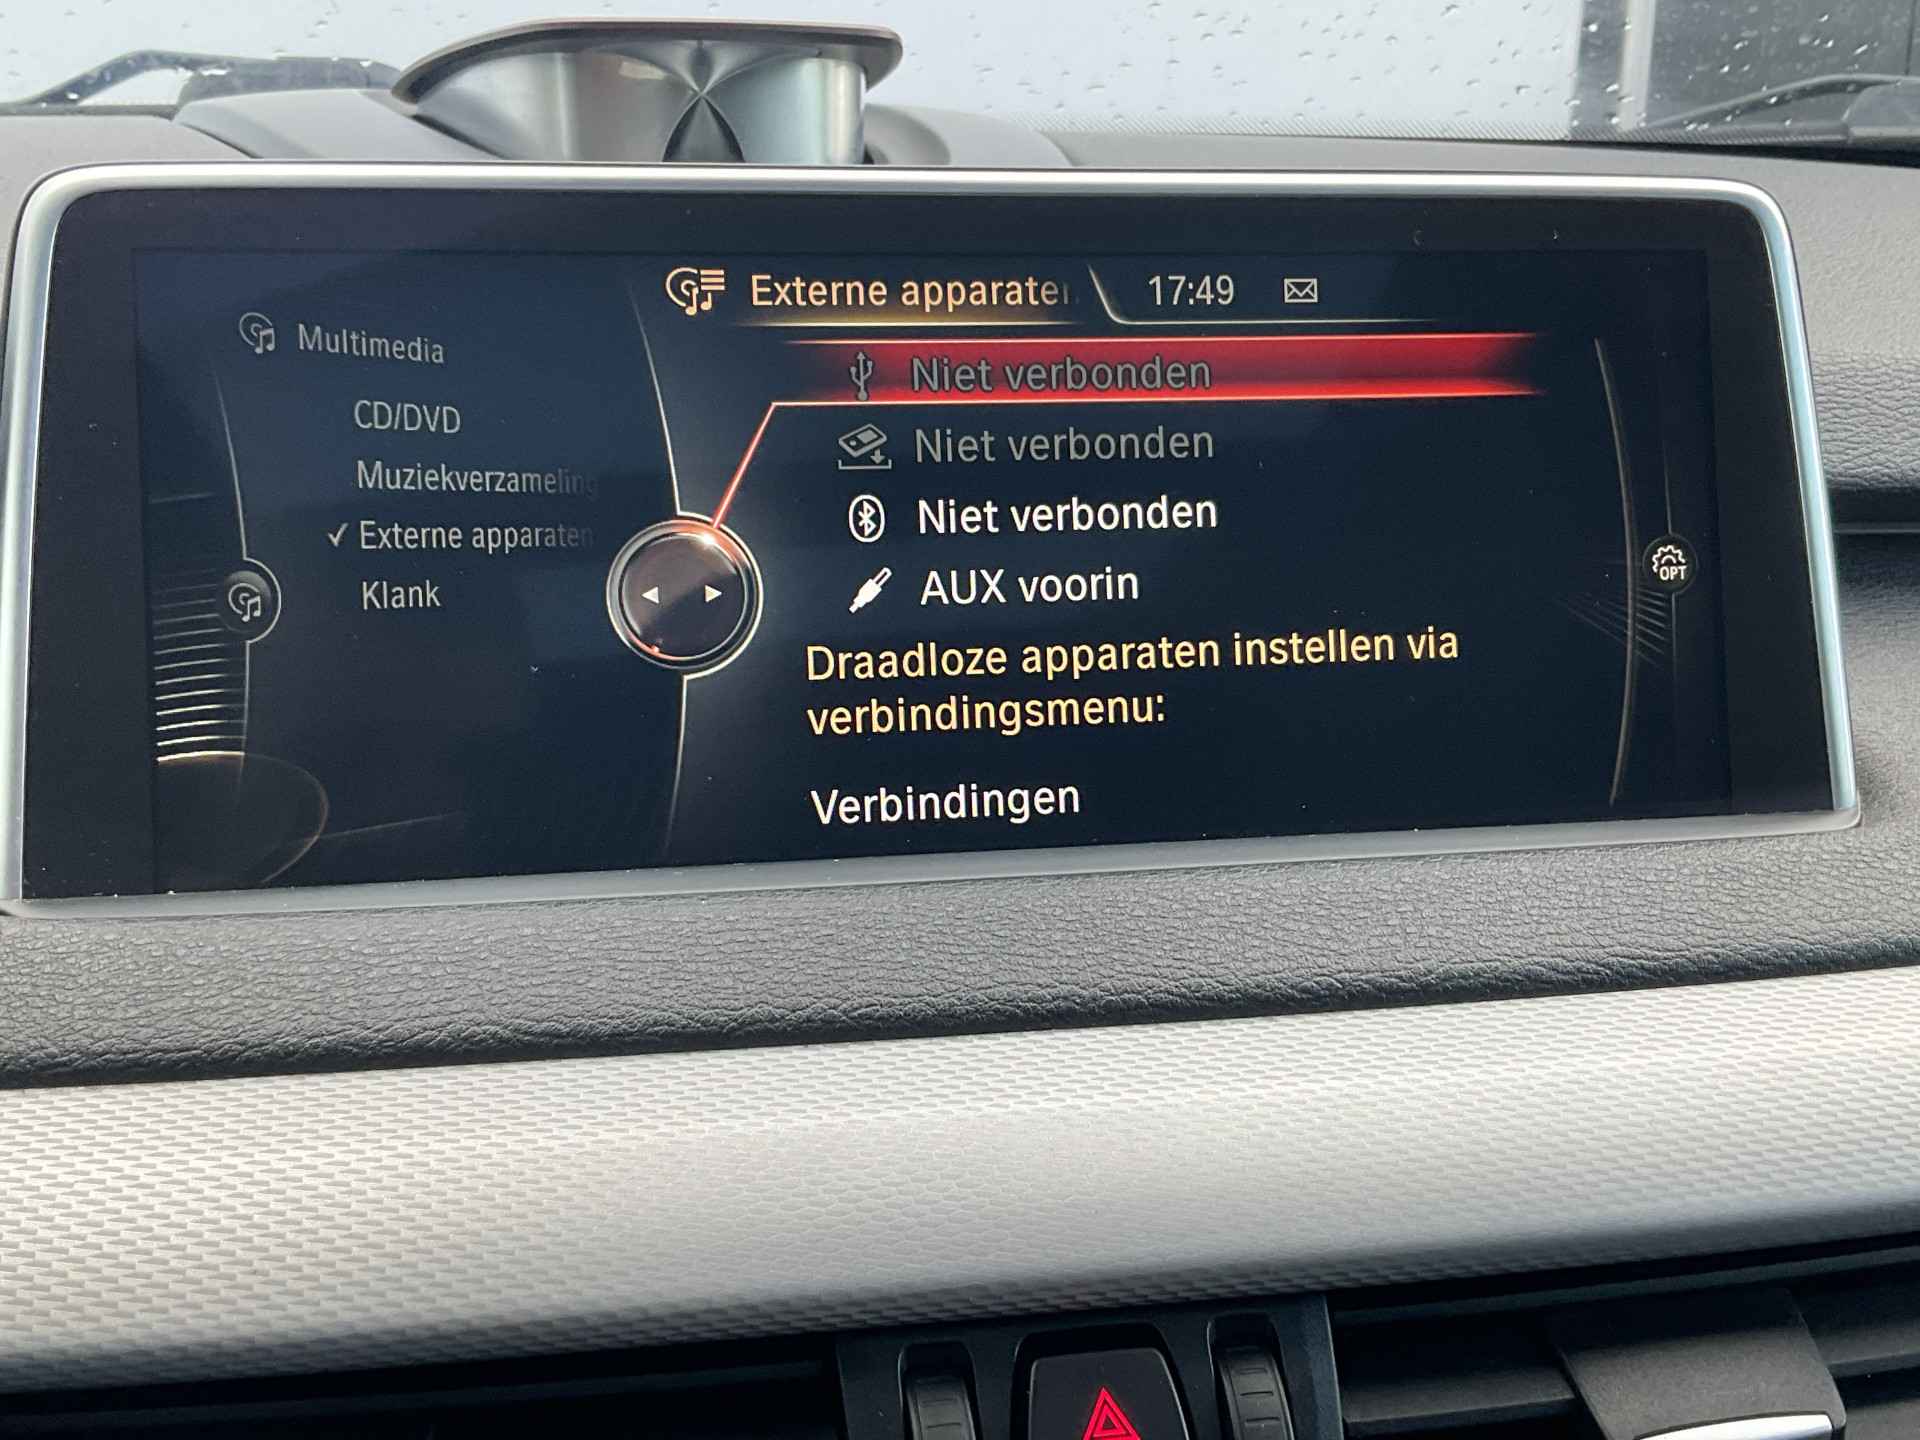 Multimedia
CD/DVD
Muziekverzameling
✓ Externe apparaten
Klank
Externe apparaten
17:49
Niet verbonden
Niet verbonden
Niet verbonden
AUX voorin
Draadloze apparaten instellen via
verbindingsmenu:
Verbindingen
OPT